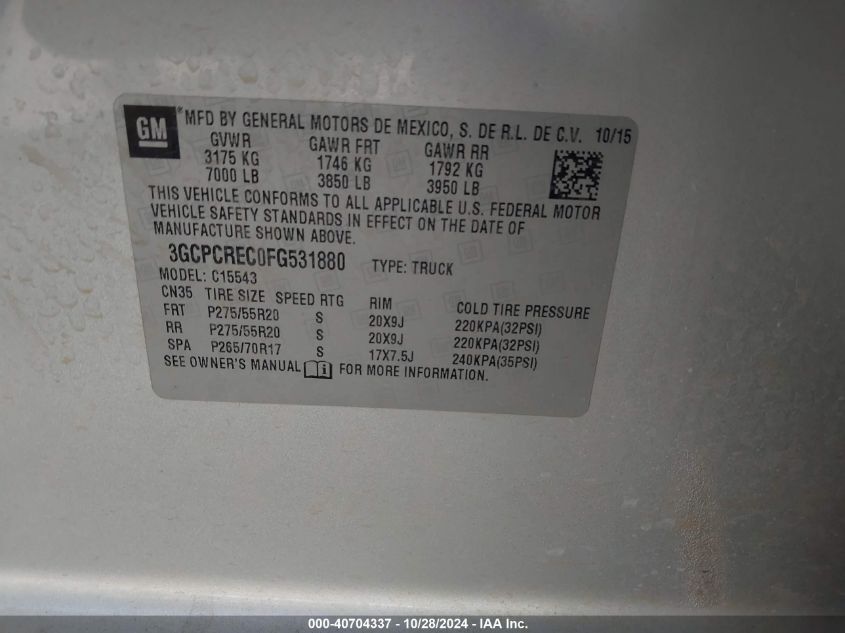 GM
*MFD BY GENERAL MOTORS DE MEXICO, S. DE R.L. DE C.V. 10/15
GVWR GAWR FRT GAWR RR
3175 KG 1746 KG 1792 KG
7000 LB 3850 LB 3950 LB
THIS VEHICLE CONFORMS TO ALL APPLICABLE U.S. FEDERAL MOTOR
VEHICLE SAFETY STANDARDS IN EFFECT ON THE DATE OF
MANUFACTURE SHOWN ABOVE.
3GCPCREC0FG531880 TYPE: TRUCK
MODEL: C15543
CN35 TIRE SIZE SPEED RTG RIM COLD TIRE PRESSURE
FRT P275/55R20 S 20X9J 220KPA(32PSI)
RR P275/55R20 S 20X9J 220KPA(32PSI)
SPA P265/70R17 S 17X7.5J 240KPA(35PSI)
SEE OWNER'S MANUAL i FOR MORE INFORMATION.
000-40704337 - 10/28/2024 - IAA Inc.